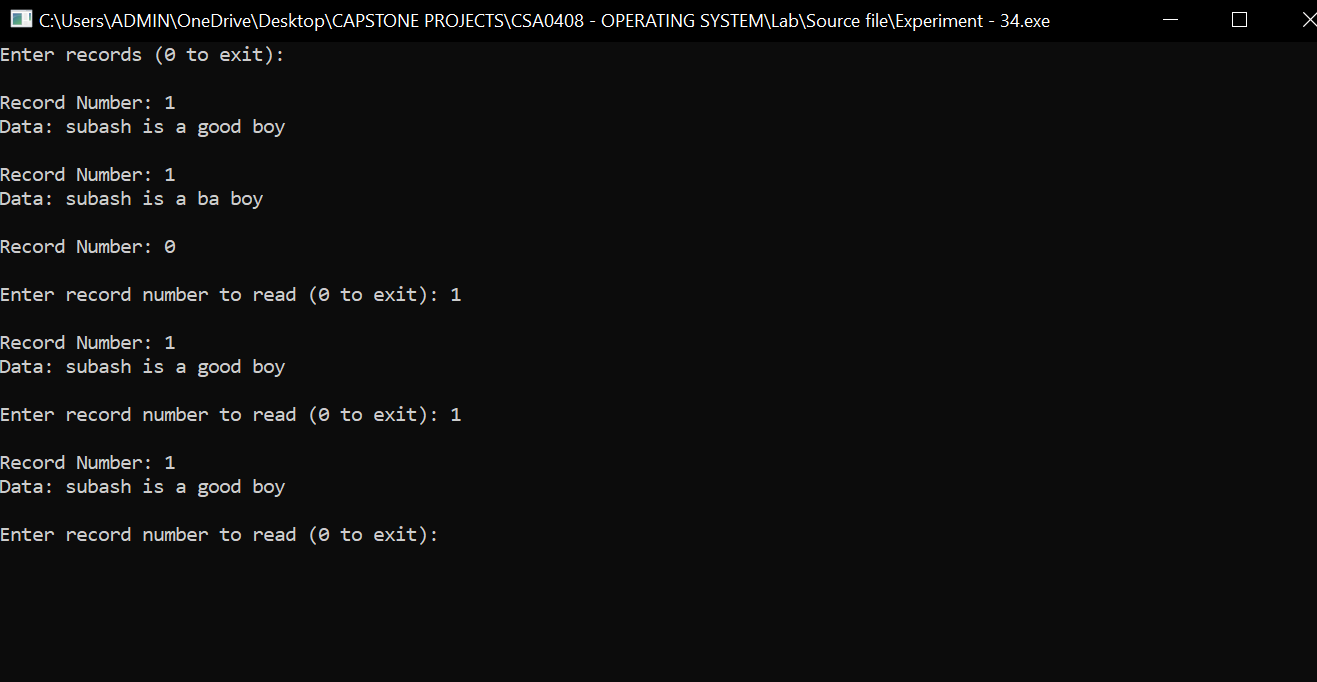 C:\Users\ADMIN\OneDrive\Desktop\CAPSTONE PROJECTS\CSA0408 - OPERATING SYSTEM\Lab\Source file\Experiment - 34.exe
Enter records (0 to exit):
Record Number: 1
Data: subash is a good boy
Record Number: 1
Data: subash is a ba boy
Record Number: 0
Enter record number to read (0 to exit): 1
Record Number: 1
Data: subash is a good boy
Enter record number to read (0 to exit): 1
Record Number: 1
Data: subash is a good boy
Enter record number to read (0 to exit):